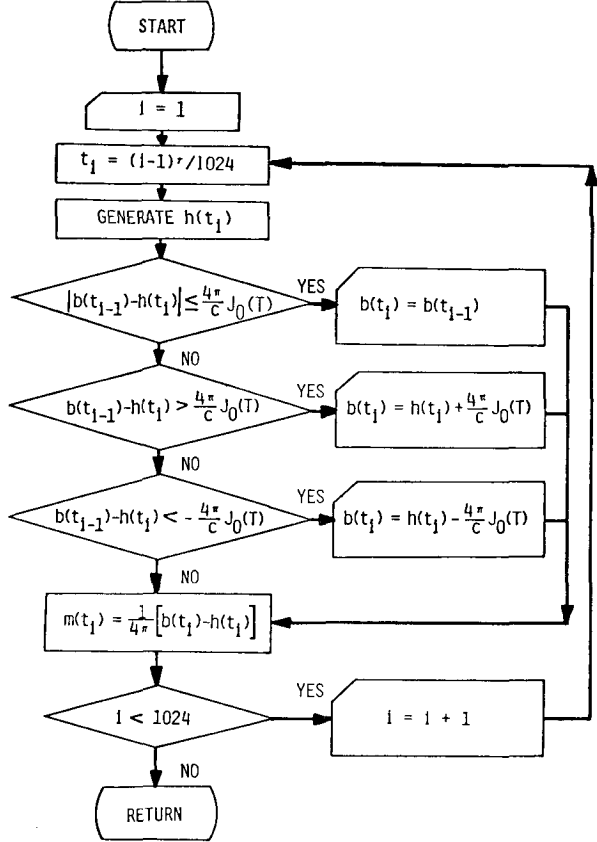 START
i = 1
t_i = (i-1)τ/1024
GENERATE h(t_i)
|b(t_{i-1})-h(t_i)| ≤ 4π/C J_0(T)
YES
b(t_i) = b(t_{i-1})
NO
b(t_{i-1})-h(t_i) > 4π/C J_0(T)
YES
b(t_i) = h(t_i)+4π/C J_0(T)
NO
b(t_{i-1})-h(t_i) < - 4π/C J_0(T)
YES
b(t_i) = h(t_i)-4π/C J_0(T)
NO
m(t_i) = 1/4π [b(t_i)-h(t_i)]
i < 1024
YES
i = i + 1
NO
RETURN